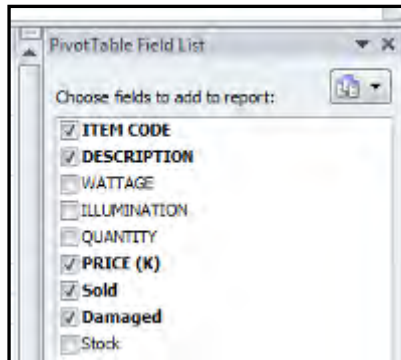 PivotTable Field List
Choose fields to add to report:
ITEM CODE
DESCRIPTION
WATTAGE
ILLUMINATION
QUANTITY
PRICE (K)
Sold
Damaged
Stock